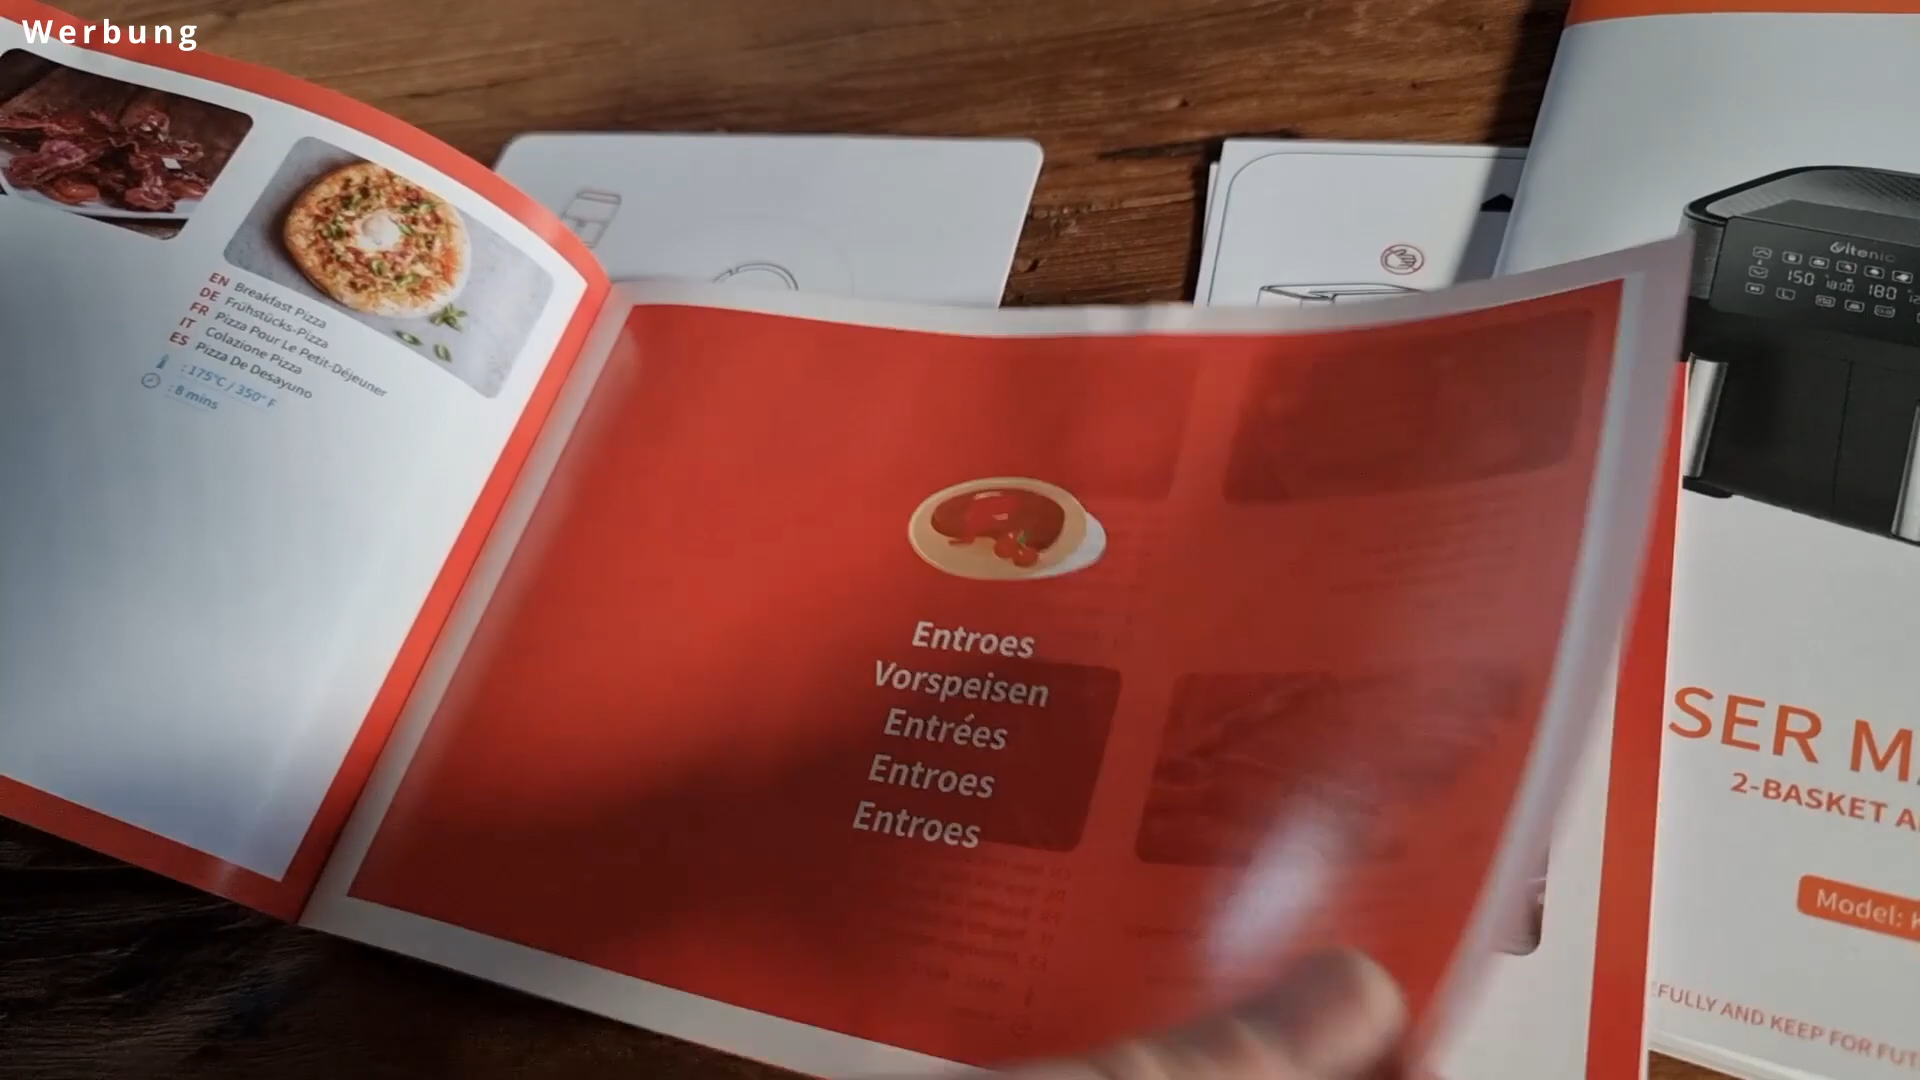 Werbung
EN Breakfast Pizza
DE Frühstücks-Pizza
FR Pizza Pour Le Petit-Déjeuner
IT Colazione Pizza
ES Pizza De Desayuno
: 175°C / 350° F
: 8 mins
Entroes
Vorspeisen
Entrées
Entroes
Entroes
ultenic
150 180
SER M
2-BASKET A
Model: K
EFULLY AND KEEP FOR FUT